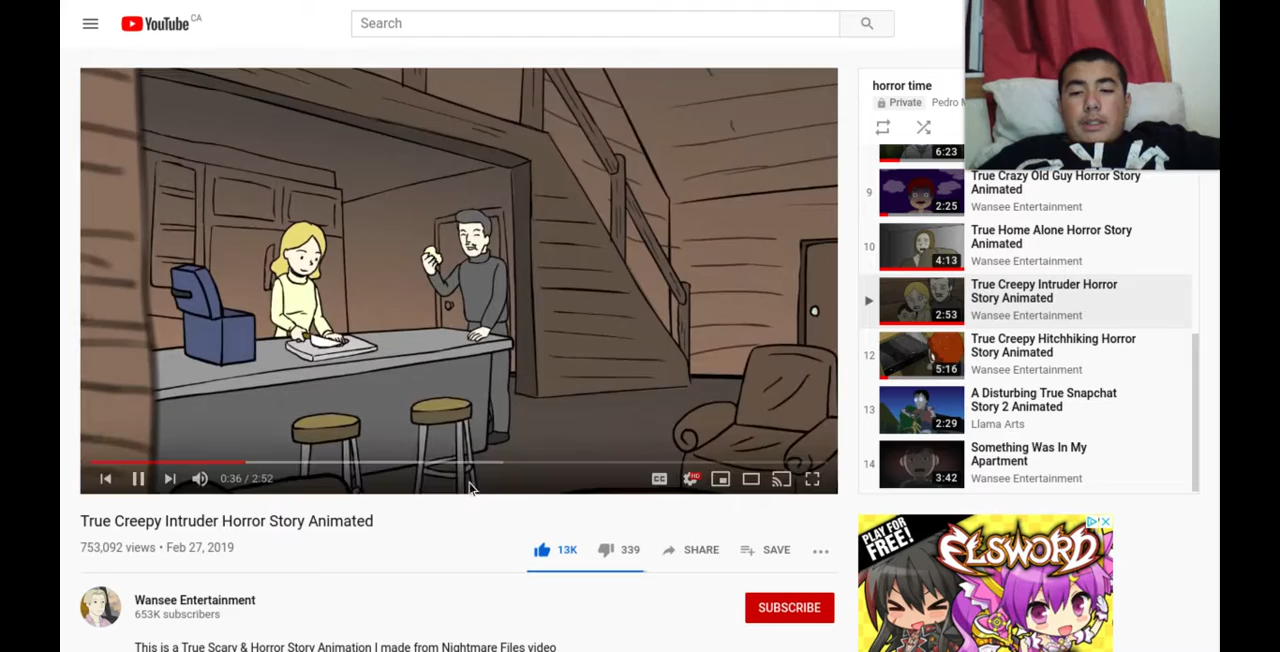 YouTube CA
Search
horror time
Private Pedro M
6:23
9
2:25
True Crazy Old Guy Horror Story
Animated
Wansee Entertainment
10
4:13
True Home Alone Horror Story
Animated
Wansee Entertainment
2:53
True Creepy Intruder Horror
Story Animated
Wansee Entertainment
12
5:16
True Creepy Hitchhiking Horror
Story Animated
Wansee Entertainment
13
2:29
A Disturbing True Snapchat
Story 2 Animated
Llama Arts
14
3:42
Something Was In My
Apartment
Wansee Entertainment
0:36 / 2:52
CC
HD
True Creepy Intruder Horror Story Animated
753,092 views • Feb 27, 2019
13K 339 SHARE SAVE
Wansee Entertainment
653K subscribers
SUBSCRIBE
This is a True Scary & Horror Story Animation I made from Nightmare Files video
PLAY FOR
FREE!
ELSWORD